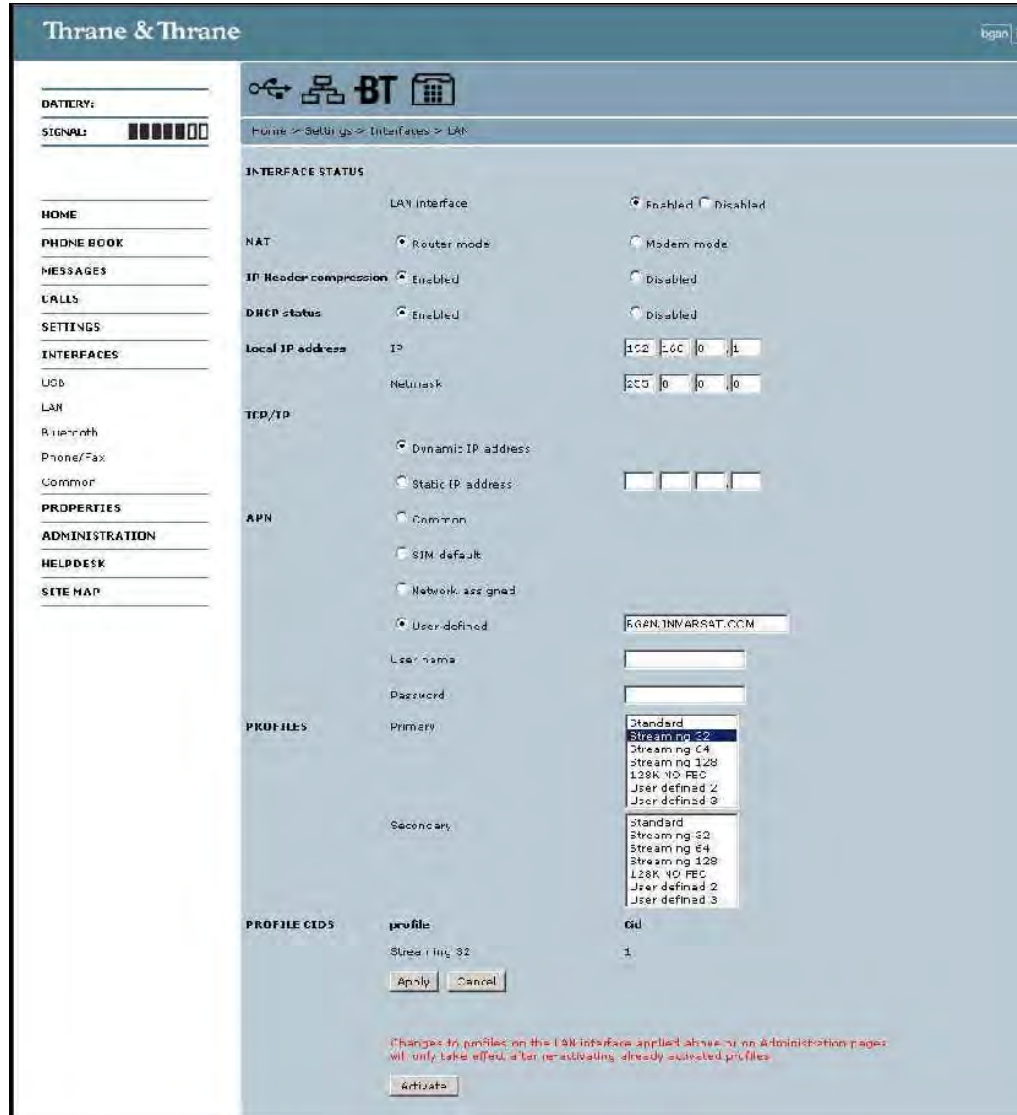 Thrane & Thrane
bgan
BT
BATTERY:
SIGNAL:
Home > Settings > Interfaces > LAN
INTERFACE STATUS
LAN interface Enabled Disabled
HOME
PHONE BOOK
MESSAGES
CALLS
SETTINGS
INTERFACES
USB
LAN
Bluetooth
Phone/Fax
Common
PROPERTIES
ADMINISTRATION
HELPDESK
SITE MAP
NAT Router mode Modem mode
IP Header compression Enabled Disabled
DHCP status Enabled Disabled
Local IP address IP 192 168 0 .1
Netmask 255 0 0 .0
TCP/IP
Dynamic IP address
Static IP address
APN Common
SIM default
Network assigned
User defined BGAN.INMARSAT.COM
User name
Password
PROFILES Primary
Standard
Streaming 32
Streaming 64
Streaming 128
128K NO FEC
User defined 2
User defined 3
Secondary
Standard
Streaming 32
Streaming 64
Streaming 128
128K NO FEC
User defined 2
User defined 3
PROFILE CIDS profile Cid
Streaming 32 1
Apply Cancel
Changes to profiles on the LAN interface applied above or on Administration pages
will only take effect after re-activating already activated profiles
Activate